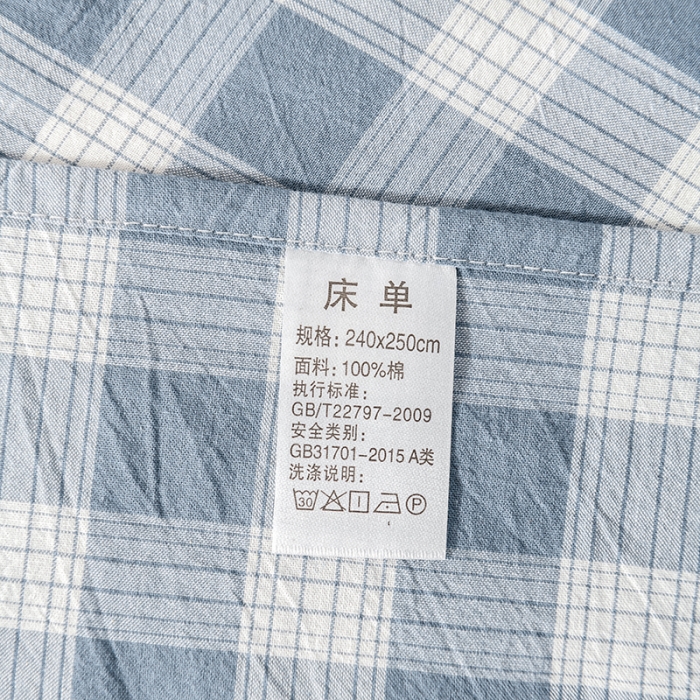 床单
规格：240x250cm
面料：100%棉
执行标准：
GB/T22797-2009
安全类别：
GB31701-2015 A类
洗涤说明：
30 P